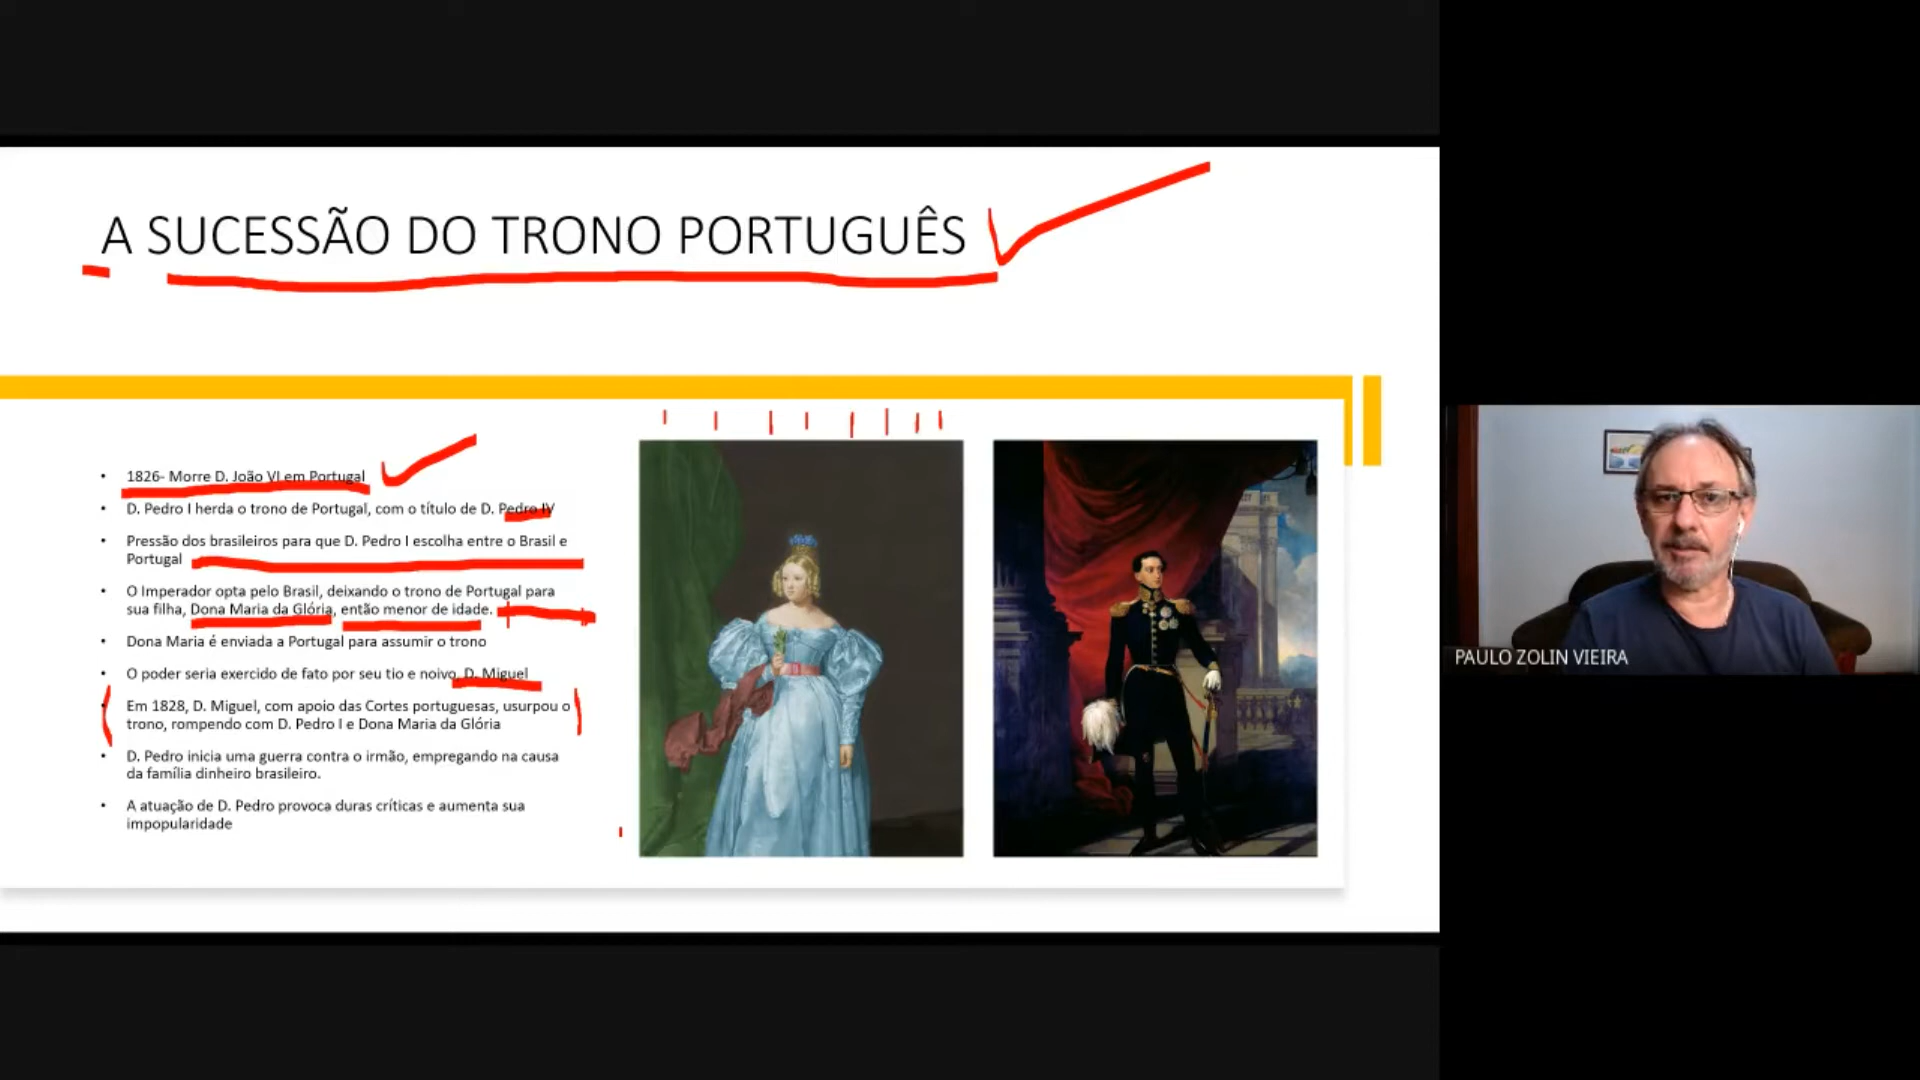 A SUCESSÃO DO TRONO PORTUGUÊS
• 1826- Morre D. João VI em Portugal
• D. Pedro I herda o trono de Portugal, com o título de D. Pedro IV
• Pressão dos brasileiros para que D. Pedro I escolha entre o Brasil e
Portugal
• O Imperador opta pelo Brasil, deixando o trono de Portugal para
sua filha, Dona Maria da Glória, então menor de idade.
• Dona Maria é enviada a Portugal para assumir o trono
• O poder seria exercido de fato por seu tio e noivo, D. Miguel
• Em 1828, D. Miguel, com apoio das Cortes portuguesas, usurpou o
trono, rompendo com D. Pedro I e Dona Maria da Glória
• D. Pedro inicia uma guerra contra o irmão, empregando na causa
da família dinheiro brasileiro.
• A atuação de D. Pedro provoca duras críticas e aumenta sua
impopularidade
PAULO ZOLIN VIEIRA